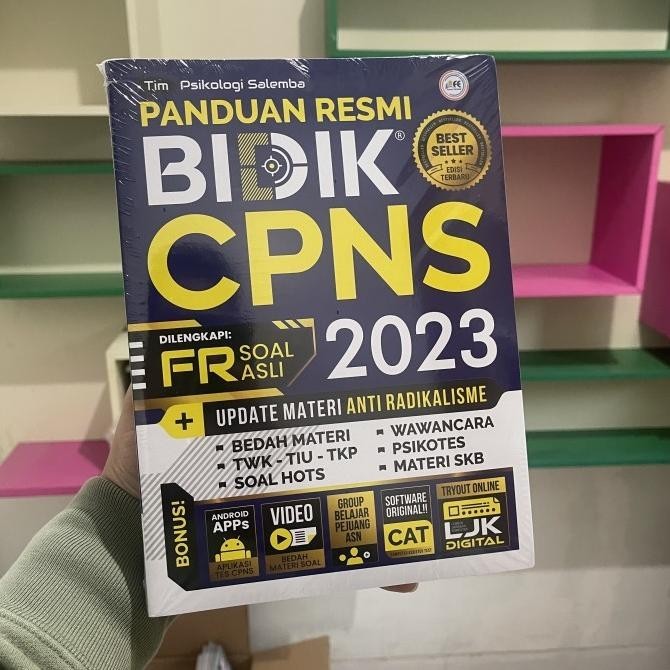 Tim Psikologi Salemba
PANDUAN RESMI
BIDIK®
CPNS
2023
BEST
SELLER
EDISI
TERBARU
DILENGKAPI:
FR SOAL
ASLI
+ UPDATE MATERI ANTI RADIKALISME
BEDAH MATERI
TWK - TIU - TKP
SOAL HOTS
WAWANCARA
PSIKOTES
MATERI SKB
BONUS!
ANDROID
APPs
APLIKASI
TES CPNS
VIDEO
BEDAH
MATERI SOAL
GROUP
BELAJAR
PEJUANG
ASN
SOFTWARE
ORIGINAL!!
CAT
TRYOUT ONLINE
LJK
DIGITAL